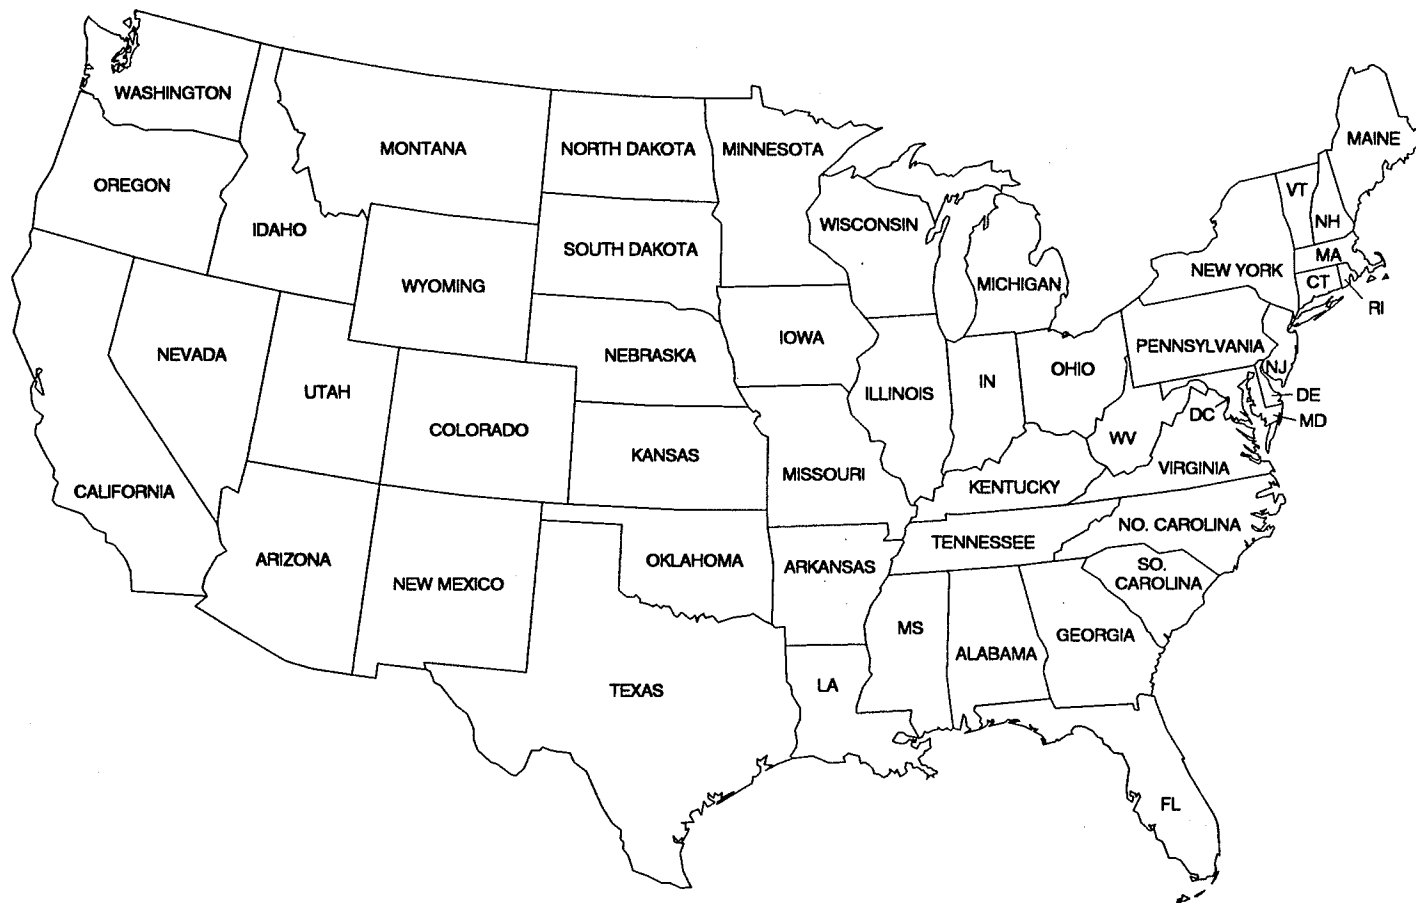 WASHINGTON
MONTANA
NORTH DAKOTA
MINNESOTA
MAINE
OREGON
VT
NH
IDAHO
WISCONSIN
SOUTH DAKOTA
MA
NEW YORK
CT
WYOMING
MICHIGAN
RI
IOWA
NEVADA
NEBRASKA
PENNSYLVANIA
NJ
OHIO
IN
UTAH
ILLINOIS
DE
DC
MD
COLORADO
WV
KANSAS
VIRGINIA
MISSOURI
KENTUCKY
CALIFORNIA
NO. CAROLINA
TENNESSEE
ARIZONA
OKLAHOMA
ARKANSAS
SO.
CAROLINA
NEW MEXICO
MS
GEORGIA
ALABAMA
LA
TEXAS
FL